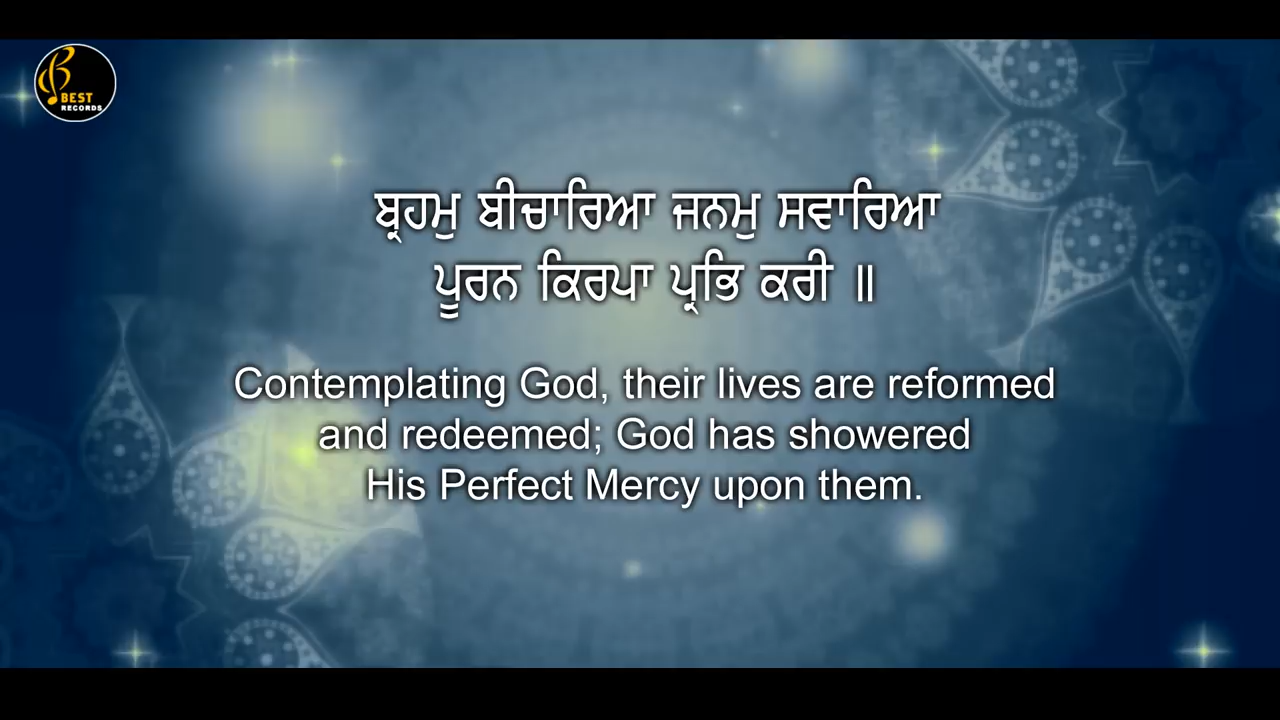 BEST
RECORDS
ਬ੍ਰਹਮੁ ਬੀਚਾਰਿਆ ਜਨਮੁ ਸਵਾਰਿਆ
ਪੂਰਨ ਕਿਰਪਾ ਪ੍ਰਭਿ ਕਰੀ ॥
Contemplating God, their lives are reformed
and redeemed; God has showered
His Perfect Mercy upon them.